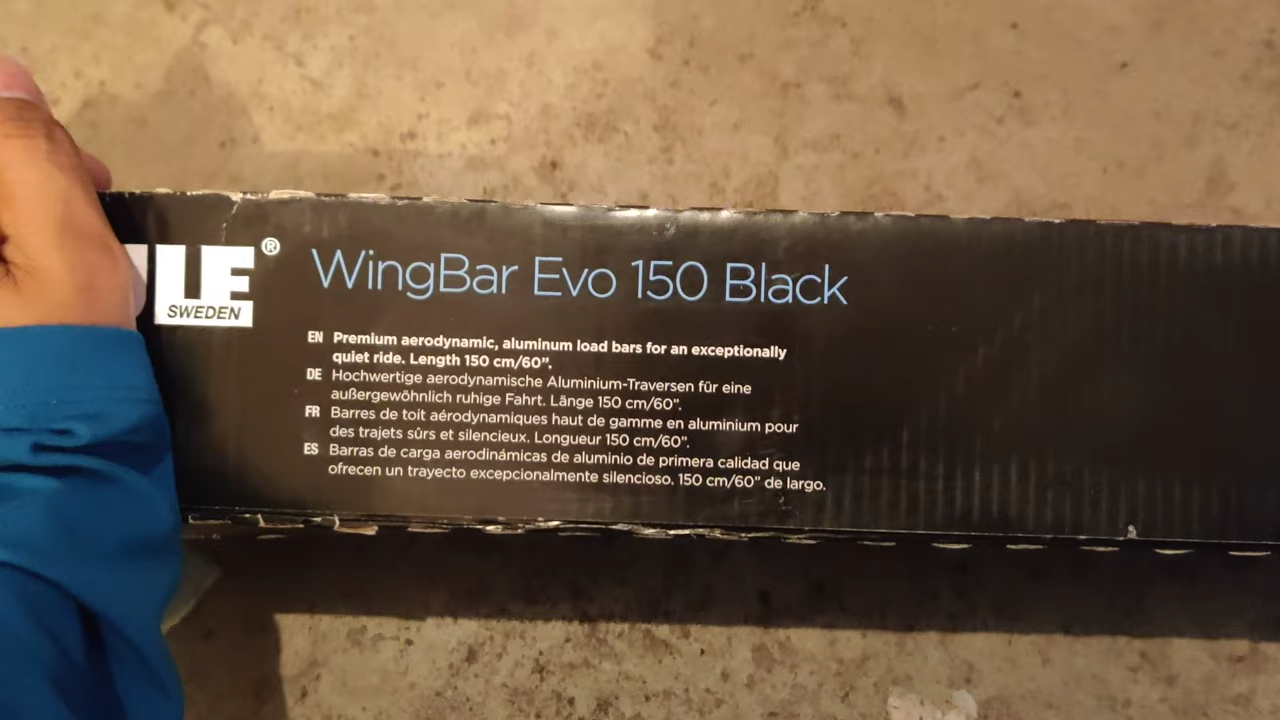 LE®
SWEDEN
WingBar Evo 150 Black
EN Premium aerodynamic, aluminum load bars for an exceptionally
quiet ride. Length 150 cm/60”.
DE Hochwertige aerodynamische Aluminium-Traversen für eine
außergewöhnlich ruhige Fahrt. Länge 150 cm/60”.
FR Barres de toit aérodynamiques haut de gamme en aluminium pour
des trajets sûrs et silencieux. Longueur 150 cm/60”.
ES Barras de carga aerodinámicas de aluminio de primera calidad que
ofrecen un trayecto excepcionalmente silencioso. 150 cm/60” de largo.